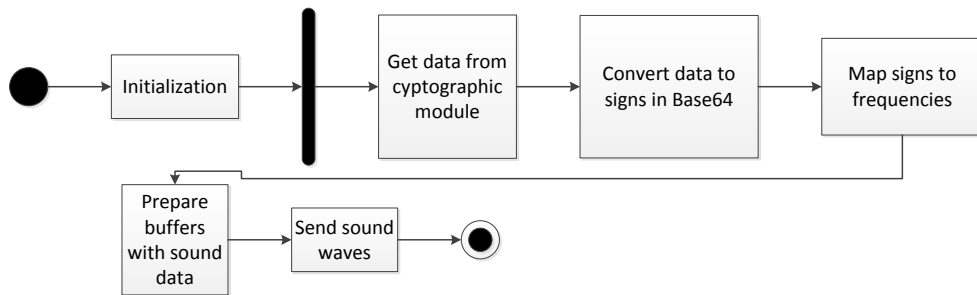 Initialization
Get data from
cyptographic
module
Convert data to
signs in Base64
Map signs to
frequencies
Prepare
buffers
with sound
data
Send sound
waves